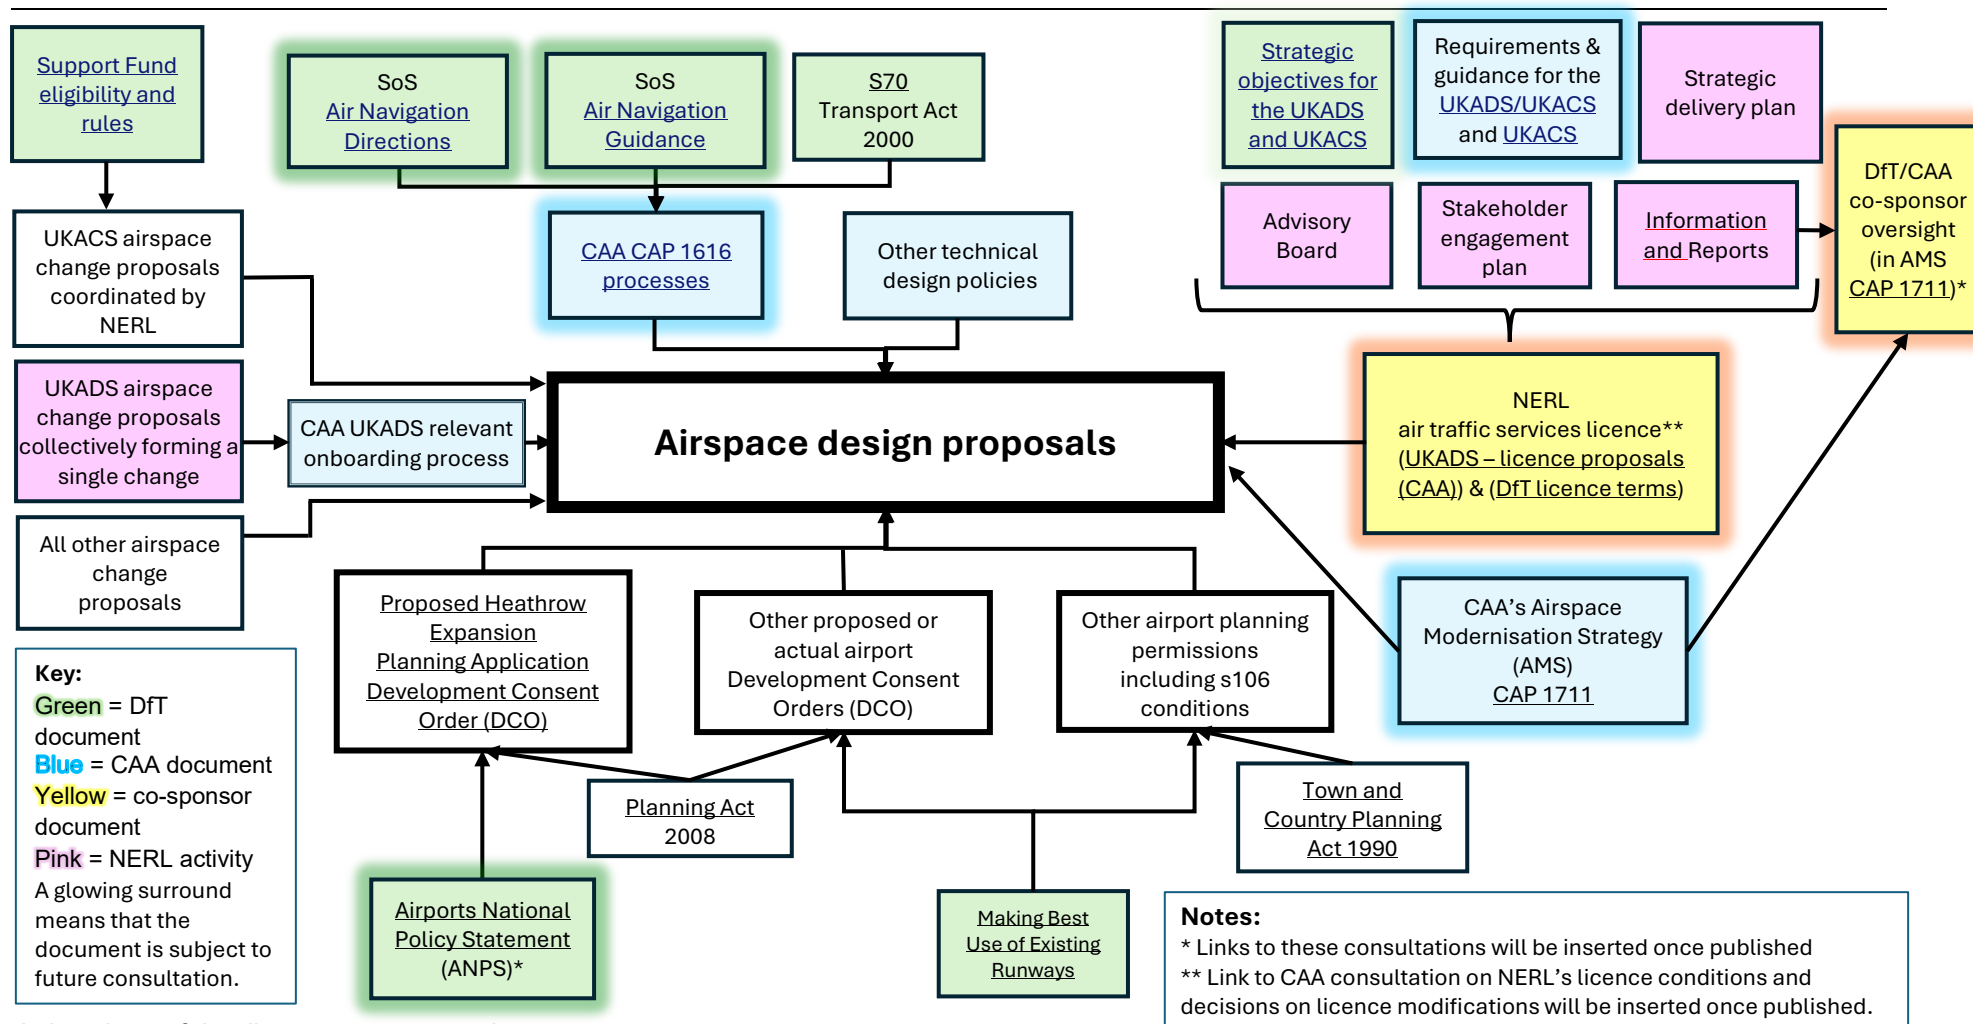 Support Fund
eligibility and
rules
SoS
Air Navigation
Directions
SoS
Air Navigation
Guidance
S70
Transport Act
2000
Strategic
objectives for
the UKADS
and UKACS
Requirements &
guidance for the
UKADS/UKACS
and UKACS
Strategic
delivery plan
DfT/CAA
co-sponsor
oversight
(in AMS
CAP 1711)*
UKACS airspace
change proposals
coordinated by
NERL
CAA CAP 1616
processes
Other technical
design policies
Advisory
Board
Stakeholder
engagement
plan
Information
and Reports
UKADS airspace
change proposals
collectively forming a
single change
CAA UKADS relevant
onboarding process
Airspace design proposals
NERL
air traffic services licence**
(UKADS – licence proposals
(CAA)) & (DfT licence terms)
All other airspace
change
proposals
Proposed Heathrow
Expansion
Planning Application
Development Consent
Order (DCO)
Other proposed or
actual airport
Development Consent
Orders (DCO)
Other airport planning
permissions
including s106
conditions
CAA's Airspace
Modernisation Strategy
(AMS)
CAP 1711
Key:
Green = DfT
document
Blue = CAA document
Yellow = co-sponsor
document
Pink = NERL activity
A glowing surround
means that the
document is subject to
future consultation.
Planning Act
2008
Town and
Country Planning
Act 1990
Airports National
Policy Statement
(ANPS)*
Making Best
Use of Existing
Runways
Notes:
* Links to these consultations will be inserted once published
** Link to CAA consultation on NERL's licence conditions and
decisions on licence modifications will be inserted once published.